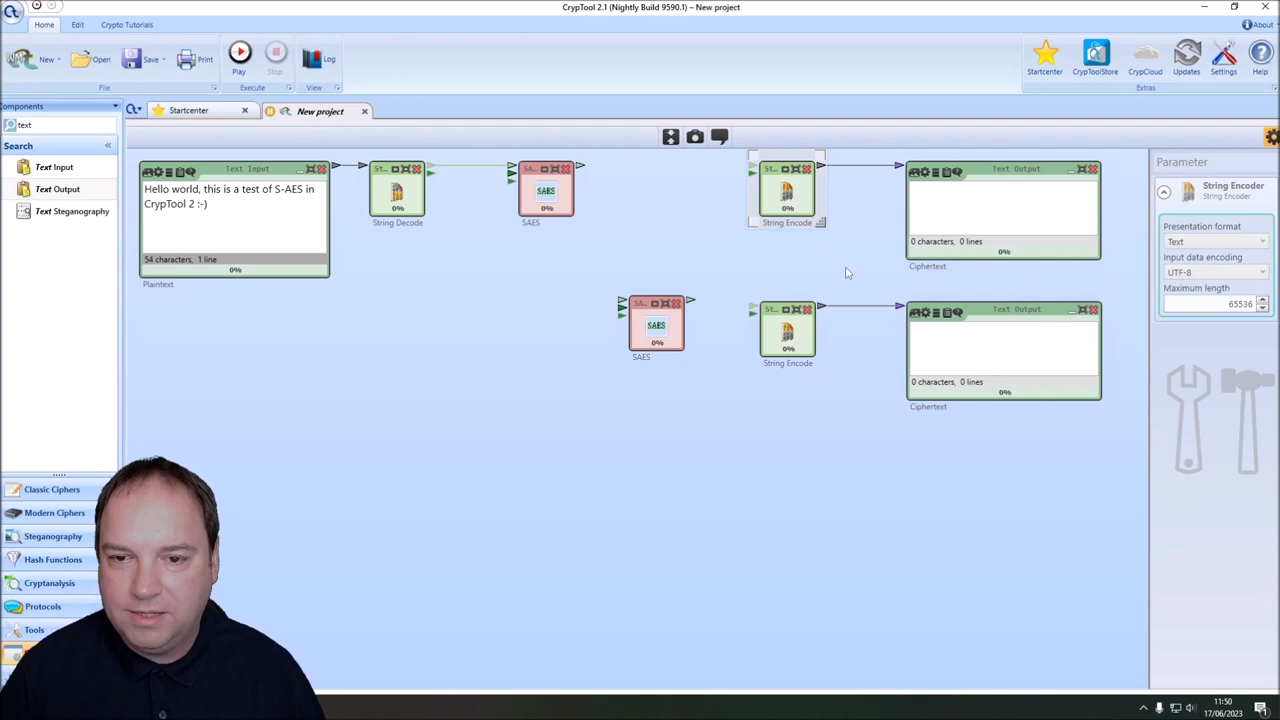 CrypTool 2.1 (Nightly Build 9590.1) – New project
Home
Edit
Crypto Tutorials
About
New
Open
Save
Print
Play
Stop
Log
Startcenter
CrypToolStore
CrypCloud
Updates
Settings
Help
File
Execute
View
Extras
Components
Startcenter
New project
text
Search
Text Input
Text Output
Text Steganography
Text Input
Hello world, this is a test of S-AES in
CrypTool 2 :-)
54 characters, 1 line
0%
Plaintext
St...
0%
String Decode
SA...
SAES
0%
SAES
St...
0%
String Encode
Text Output
0 characters, 0 lines
0%
Ciphertext
SA...
SAES
0%
SAES
St...
0%
String Encode
Text Output
0 characters, 0 lines
0%
Ciphertext
Parameter
String Encoder
String Encoder
Presentation format
Text
Input data encoding
UTF-8
Maximum length
65536
Classic Ciphers
Modern Ciphers
Steganography
Hash Functions
Cryptanalysis
Protocols
Tools
11:50
17/06/2023